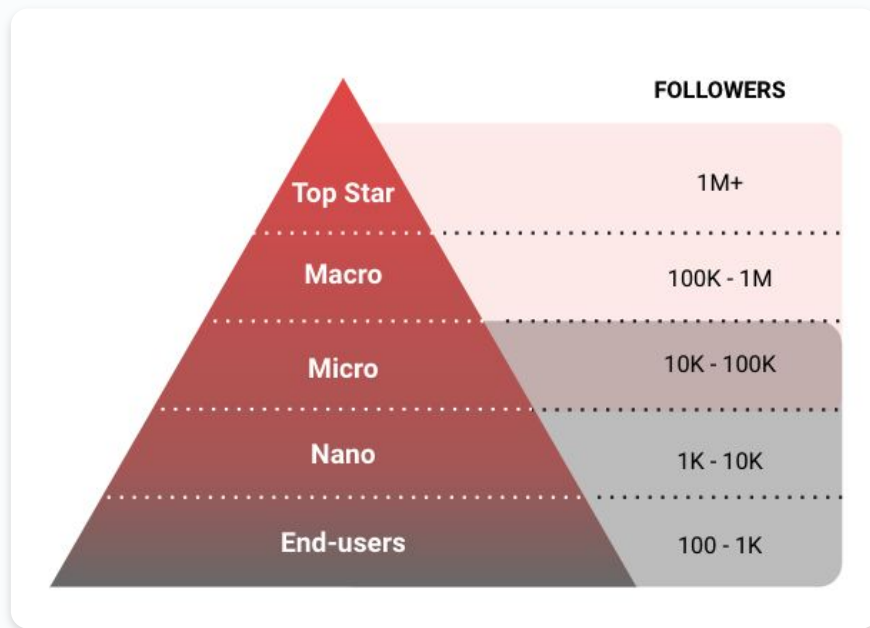 FOLLOWERS
Top Star 1M+
Macro 100K - 1M
Micro 10K - 100K
Nano 1K - 10K
End-users 100 - 1K